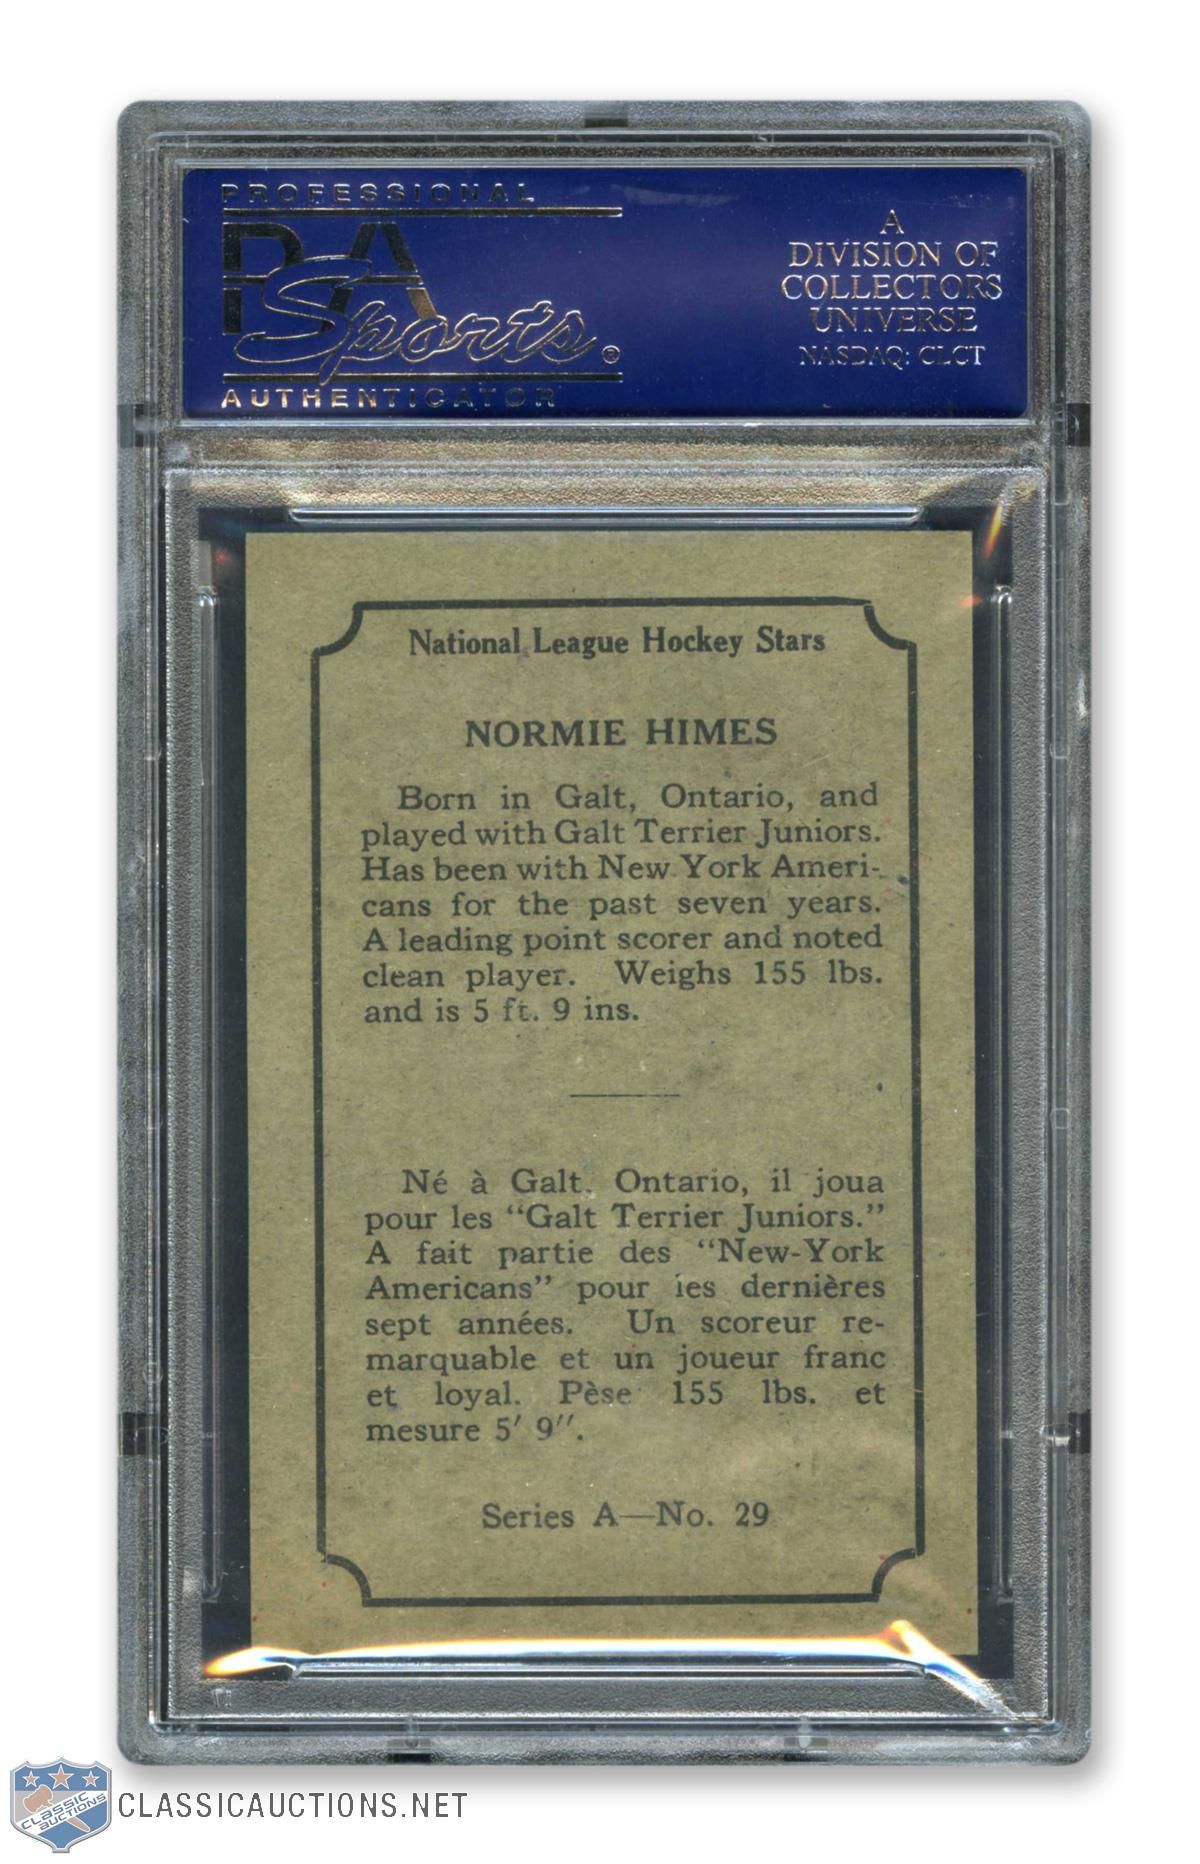 PROFESSIONAL
PSA
Sports®
AUTHENTICATOR
A
DIVISION OF
COLLECTORS
UNIVERSE
NASDAQ: CLCT
National League Hockey Stars
NORMIE HIMES
Born in Galt, Ontario, and
played with Galt Terrier Juniors.
Has been with New York Ameri-
cans for the past seven years.
A leading point scorer and noted
clean player. Weighs 155 lbs.
and is 5 ft. 9 ins.
Né à Galt, Ontario, il joua
pour les “Galt Terrier Juniors.”
A fait partie des “New-York
Americans” pour les dernières
sept années. Un scoreur re-
marquable et un joueur franc
et loyal. Pèse 155 lbs. et
mesure 5′ 9″.
Series A—No. 29
CLASSIC
AUCTIONS
CLASSICAUCTIONS.NET